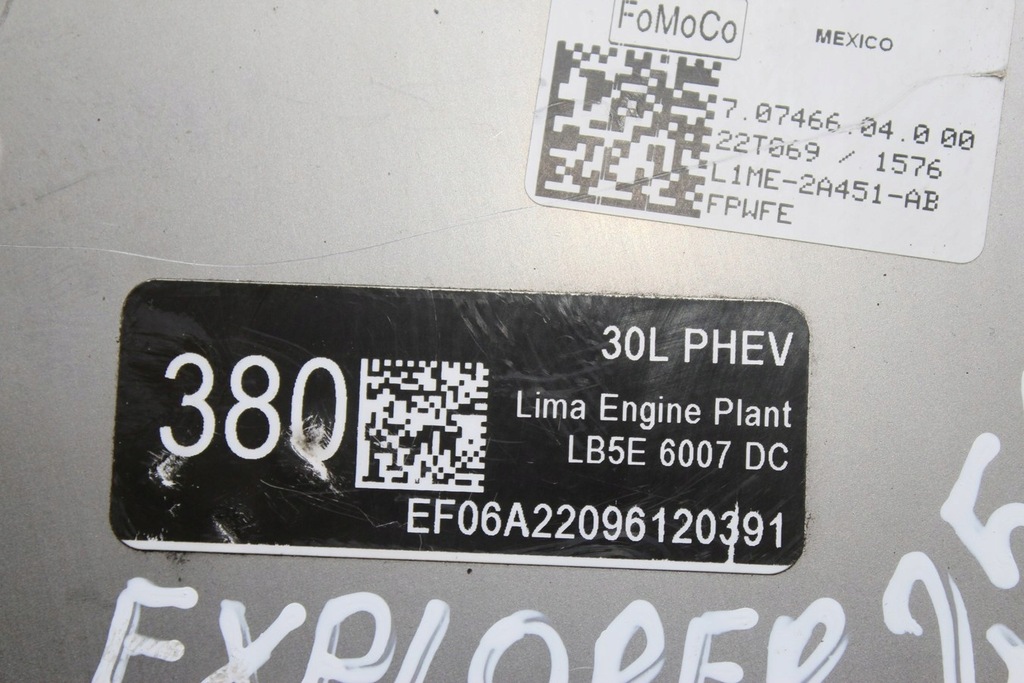 FoMoCo
MEXICO
7.07466.04.0 00
22T069 / 1576
L1ME-2A451-AB
FPWFE
380
30L PHEV
Lima Engine Plant
LB5E 6007 DC
EF06A22096120391
EXPLORER